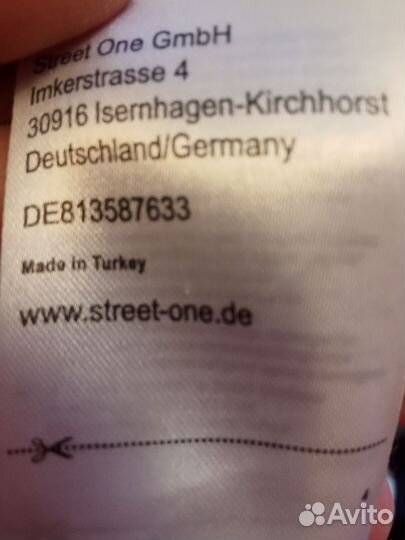 Street One GmbH
Imkerstrasse 4
30916 Isernhagen-Kirchhorst
Deutschland/Germany
DE813587633
Made in Turkey
www.street-one.de
4
Avito